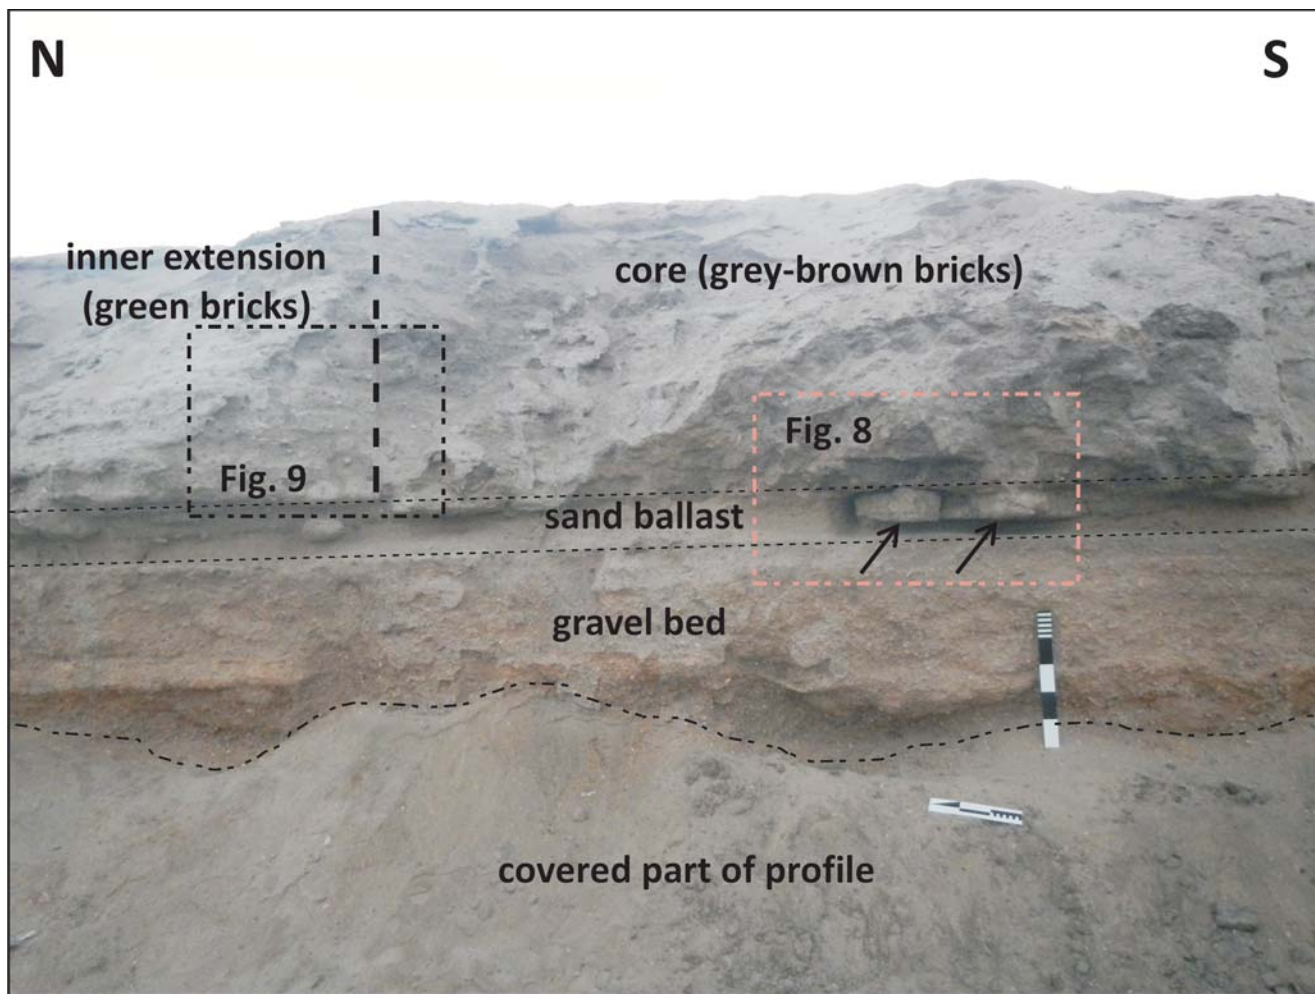 N
S
inner extension
(green bricks)
core (grey-brown bricks)
Fig. 8
Fig. 9
sand ballast
gravel bed
covered part of profile